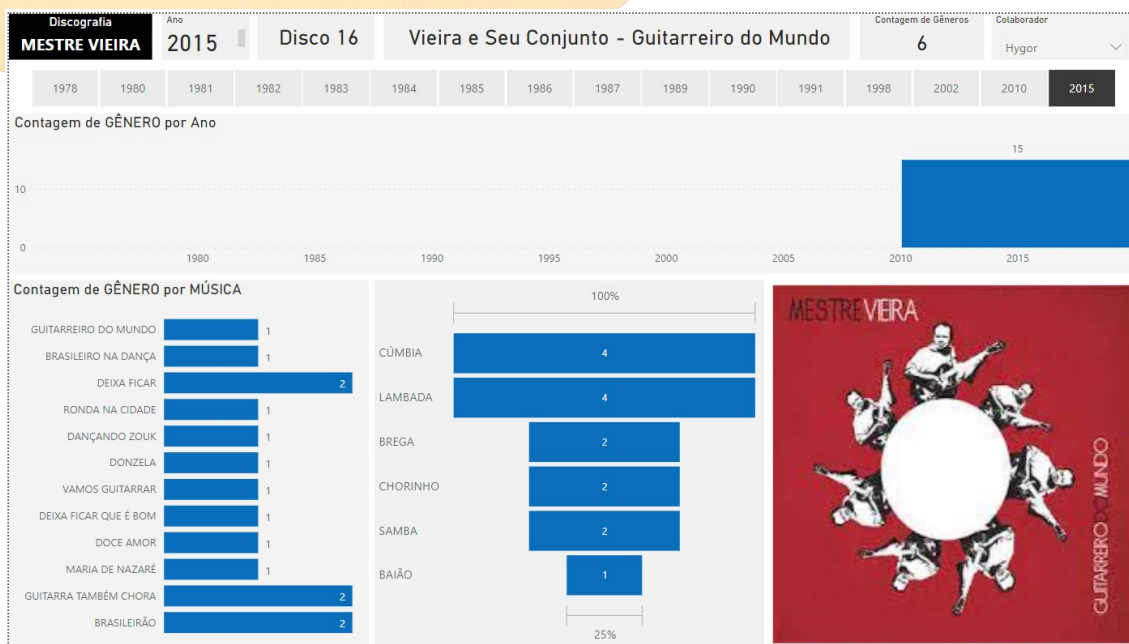 Discografia
MESTRE VIEIRA
Ano
2015
Disco 16
Vieira e Seu Conjunto - Guitarreiro do Mundo
Contagem de Gêneros
6
Colaborador
Hygor
1978 1980 1981 1982 1983 1984 1985 1986 1987 1989 1990 1991 1998 2002 2010 2015
Contagem de GÊNERO por Ano
15
10
0
1980 1985 1990 1995 2000 2005 2010 2015
Contagem de GÊNERO por MÚSICA
GUITARREIRO DO MUNDO 1
BRASILEIRO NA DANÇA 1
DEIXA FICAR 2
RONDA NA CIDADE 1
DANÇANDO ZOUK 1
DONZELA 1
VAMOS GUITARRAR 1
DEIXA FICAR QUE É BOM 1
DOCE AMOR 1
MARIA DE NAZARÉ 1
GUITARRA TAMBÉM CHORA 2
BRASILEIRÃO 2
100%
CÚMBIA 4
LAMBADA 4
BREGA 2
CHORINHO 2
SAMBA 2
BAIÃO 1
25%
MESTRE VIEIRA
GUITARRERO DO MUNDO